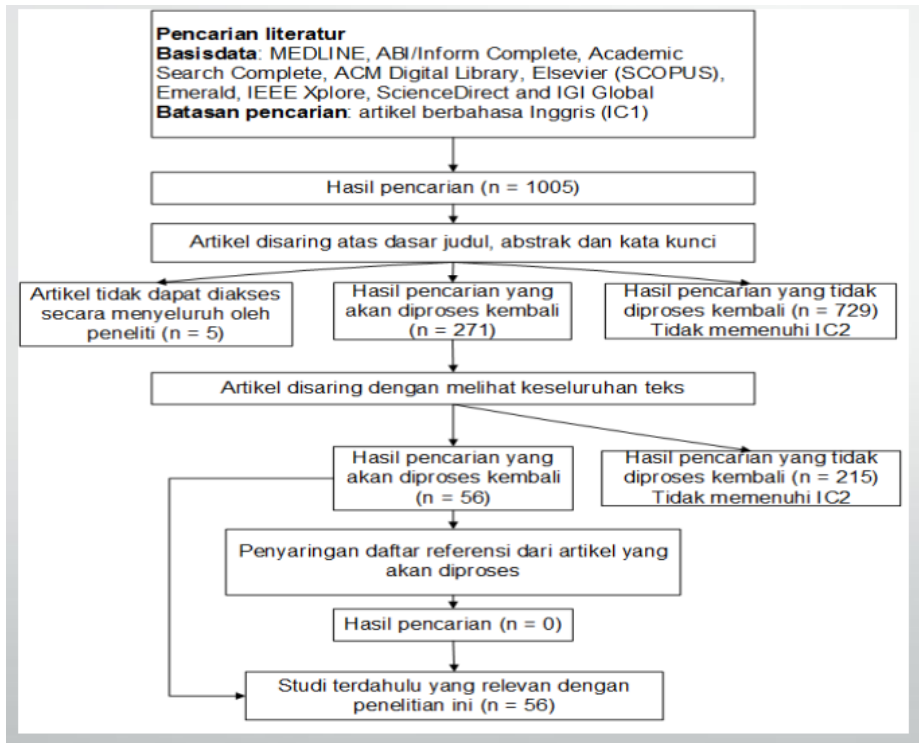 Pencarian literatur
Basisdata: MEDLINE, ABI/Inform Complete, Academic
Search Complete, ACM Digital Library, Elsevier (SCOPUS),
Emerald, IEEE Xplore, ScienceDirect and IGI Global
Batasan pencarian: artikel berbahasa Inggris (IC1)
Hasil pencarian (n = 1005)
Artikel disaring atas dasar judul, abstrak dan kata kunci
Artikel tidak dapat diakses
secara menyeluruh oleh
peneliti (n = 5)
Hasil pencarian yang
akan diproses kembali
(n = 271)
Hasil pencarian yang tidak
diproses kembali (n = 729)
Tidak memenuhi IC2
Artikel disaring dengan melihat keseluruhan teks
Hasil pencarian yang
akan diproses kembali
(n = 56)
Hasil pencarian yang tidak
diproses kembali (n = 215)
Tidak memenuhi IC2
Penyaringan daftar referensi dari artikel yang
akan diproses
Hasil pencarian (n = 0)
Studi terdahulu yang relevan dengan
penelitian ini (n = 56)